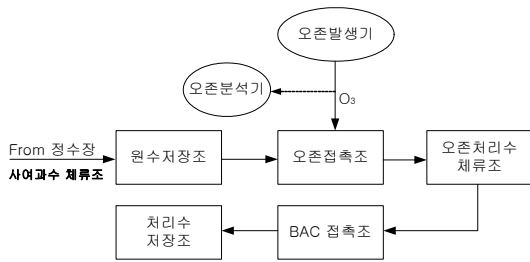 오존발생기
오존분석기
O₃
From 정수장
사여과수 체류조
원수저장조
오존접촉조
오존처리수
체류조
처리수
저장조
BAC 접촉조